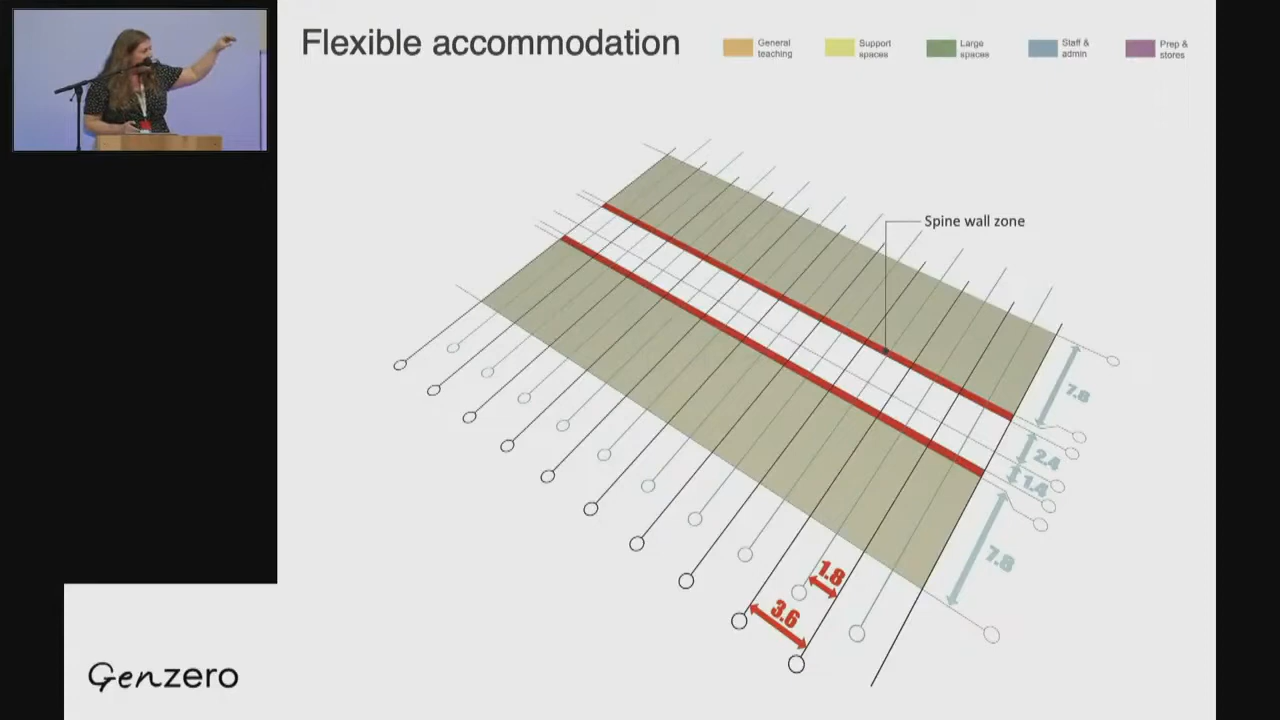 Flexible accommodation
General
teaching
Support
spaces
Large
spaces
Staff &
admin
Prep &
stores
Spine wall zone
7.8
2.4
1.4
7.8
1.8
3.6
Genzero